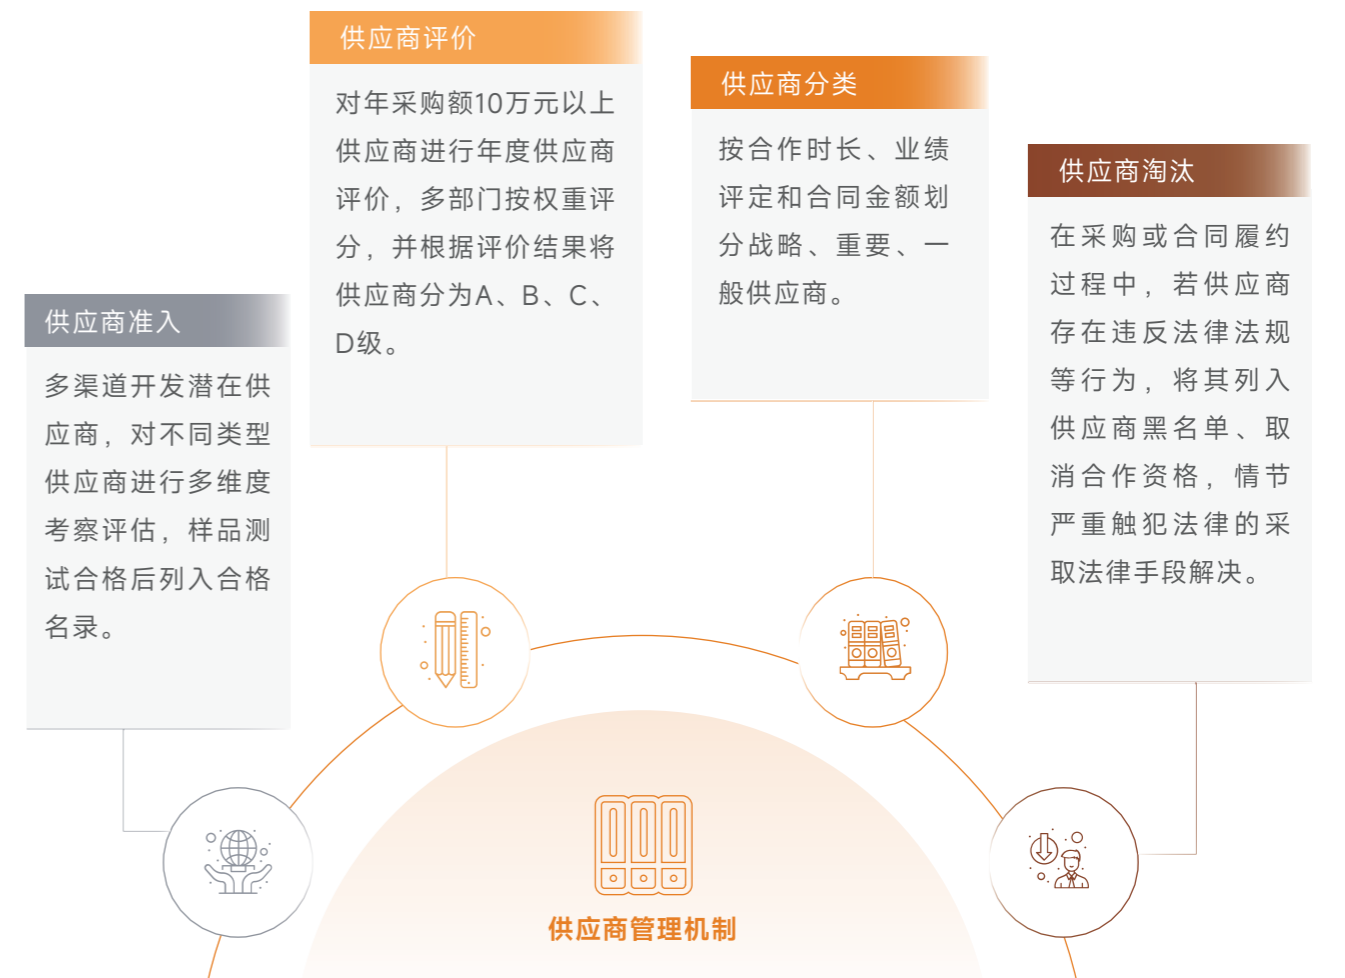 供应商准入
多渠道开发潜在供
应商，对不同类型
供应商进行多维度
考察评估，样品测
试合格后列入合格
名录。
供应商评价
对年采购额10万元以上
供应商进行年度供应商
评价，多部门按权重评
分，并根据评价结果将
供应商分为A、B、C、
D级。
供应商分类
按合作时长、业绩
评定和合同金额划
分战略、重要、一
般供应商。
供应商淘汰
在采购或合同履约
过程中，若供应商
存在违反法律法规
等行为，将其列入
供应商黑名单、取
消合作资格，情节
严重触犯法律的采
取法律手段解决。
供应商管理机制